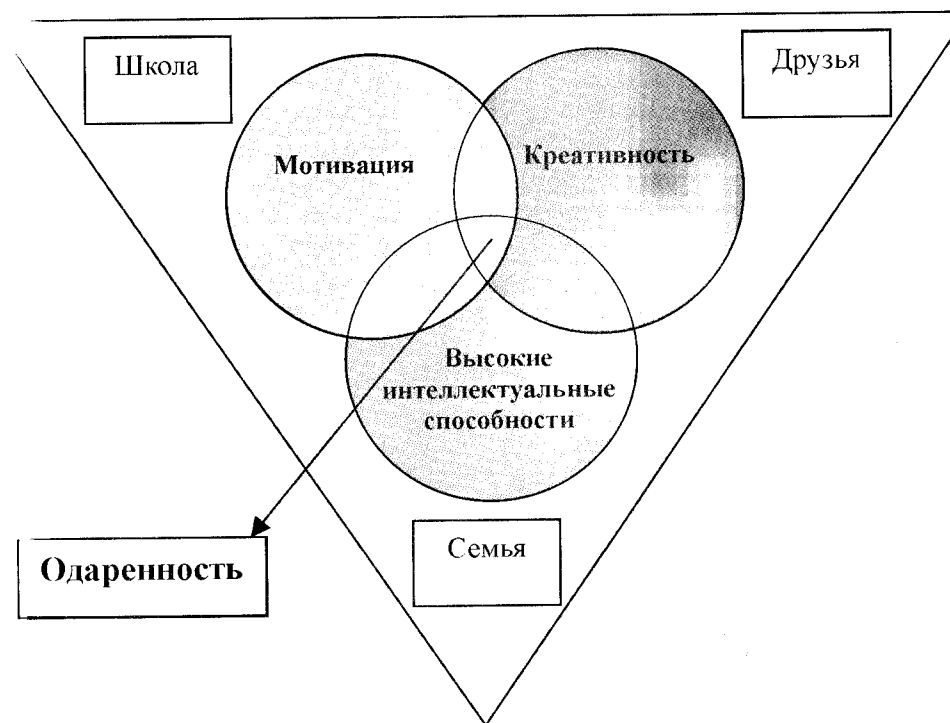 Школа
Друзья
Мотивация
Креативность
Высокие
интеллектуальные
способности
Семья
Одаренность